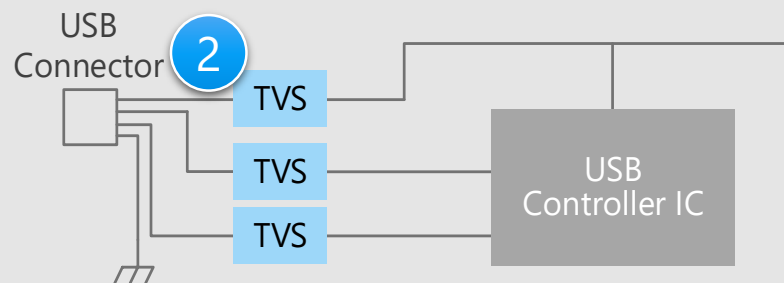 USB
Connector
2
TVS
TVS
TVS
USB
Controller IC